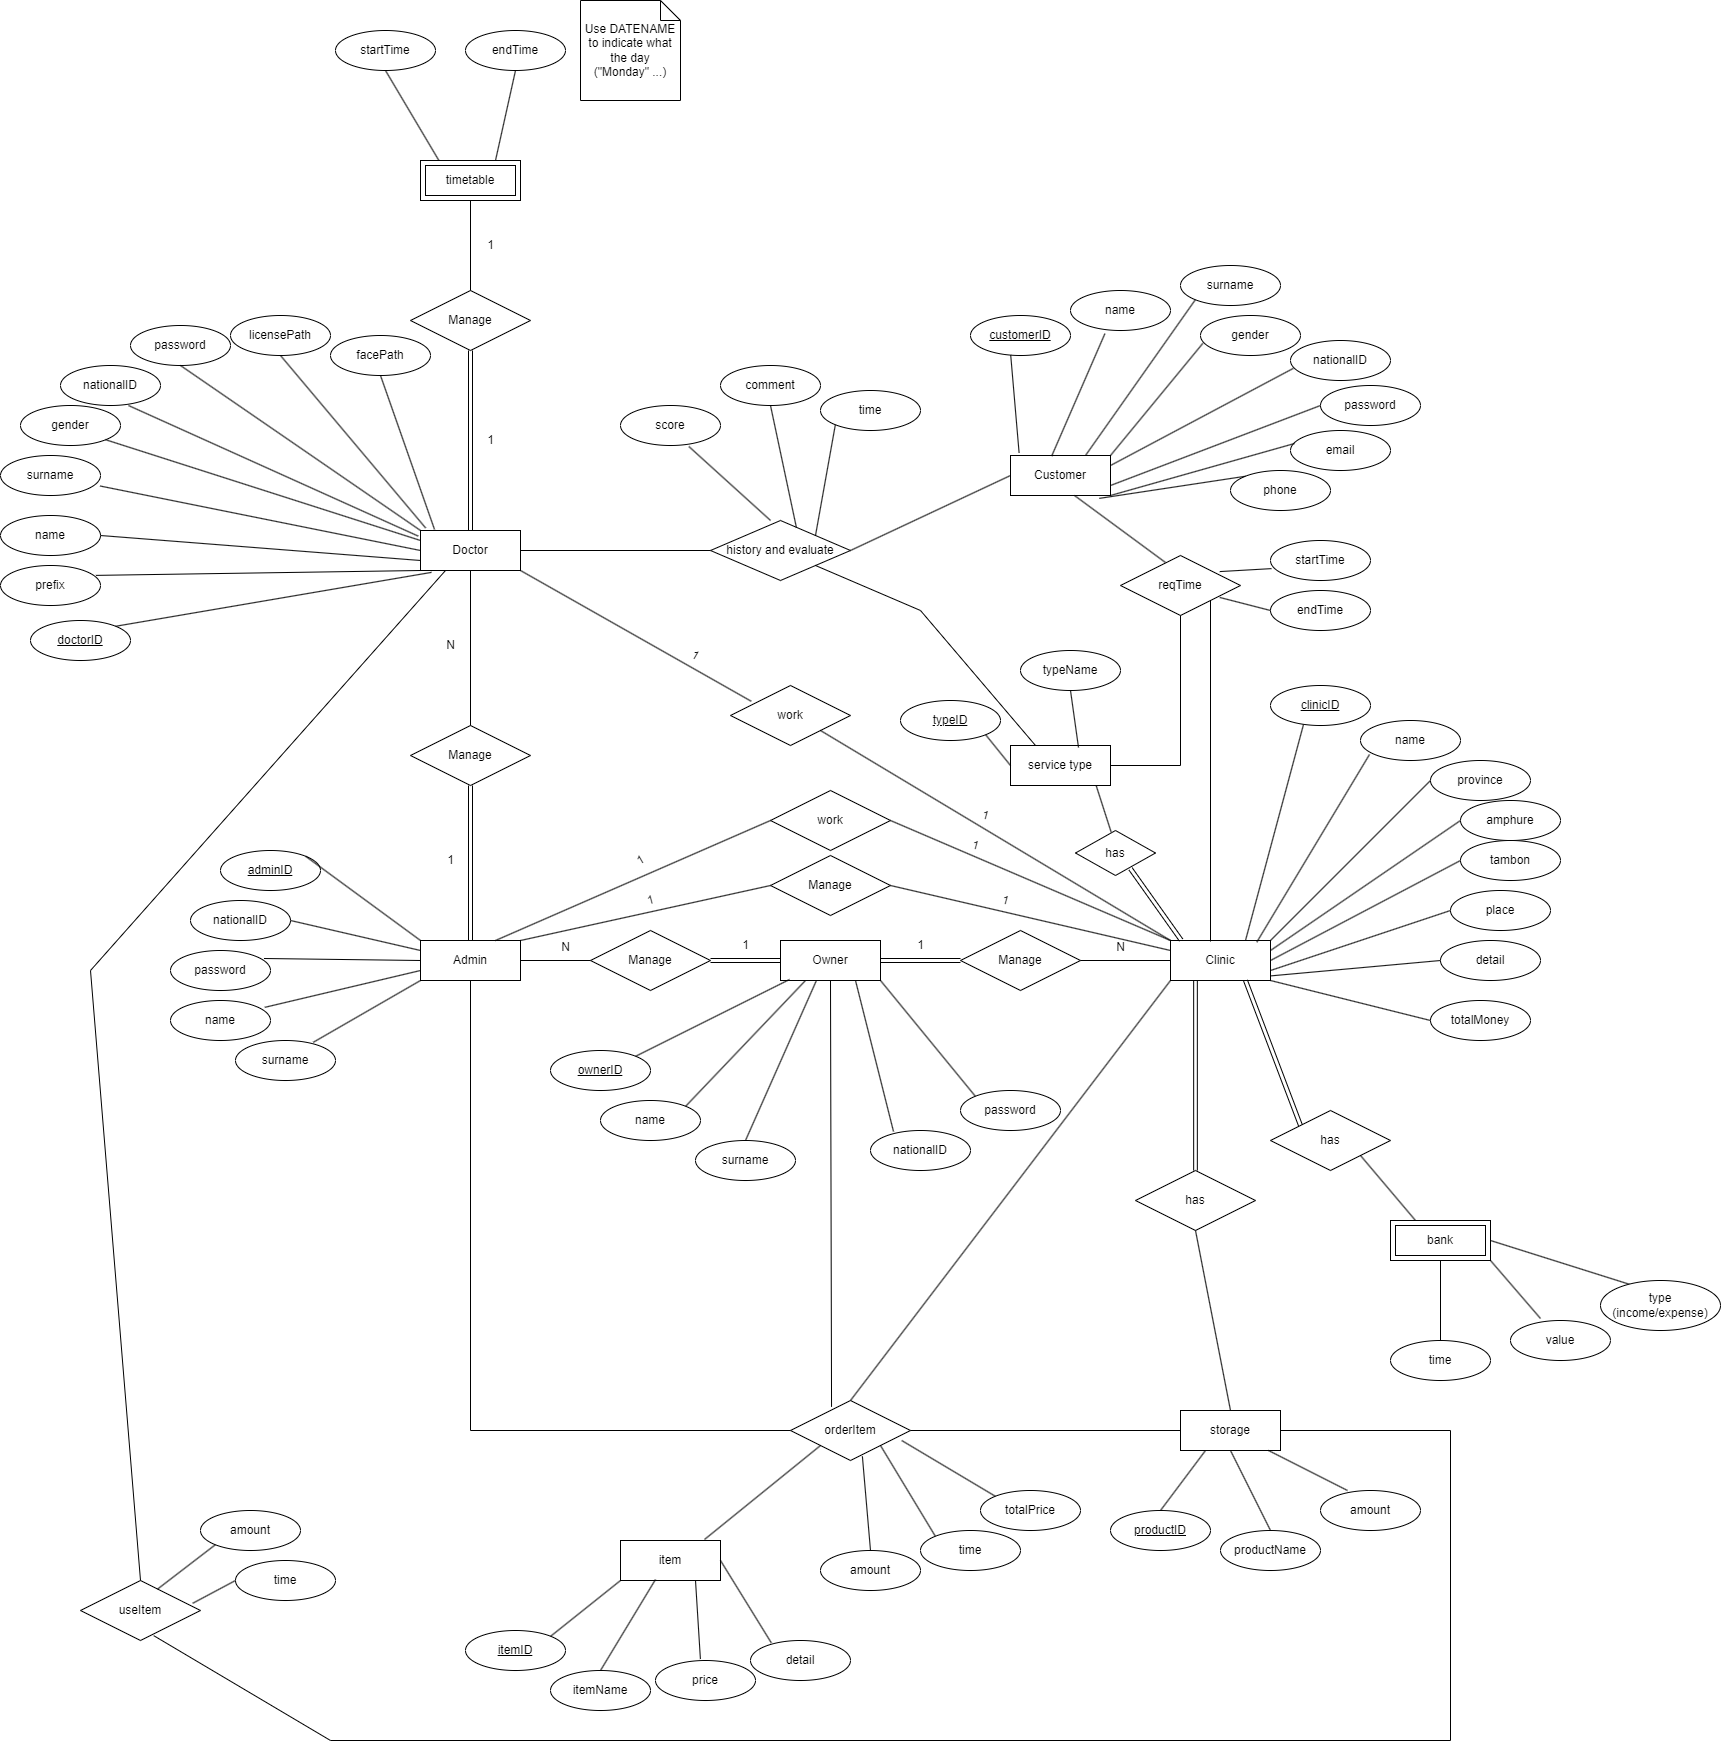 Use DATENAME
to indicate what
the day
("Monday" ...)
startTime
endTime
timetable
1
Manage
1
surname
name
customerID
gender
nationalID
password
email
phone
Customer
licensePath
password
facePath
nationalID
gender
surname
name
prefix
doctorID
Doctor
comment
time
score
history and evaluate
reqTime
startTime
endTime
N
1
work
typeName
typeID
service type
clinicID
name
province
amphure
tambon
place
detail
totalMoney
Manage
1
work
1
1
has
1
1
Manage
1
1
adminID
nationalID
password
name
surname
Admin
N
Manage
1
Owner
1
Manage
N
Clinic
ownerID
name
surname
nationalID
password
has
has
bank
type
(income/expense)
value
time
orderItem
storage
totalPrice
time
amount
productID
productName
amount
item
itemID
itemName
price
detail
amount
time
useItem